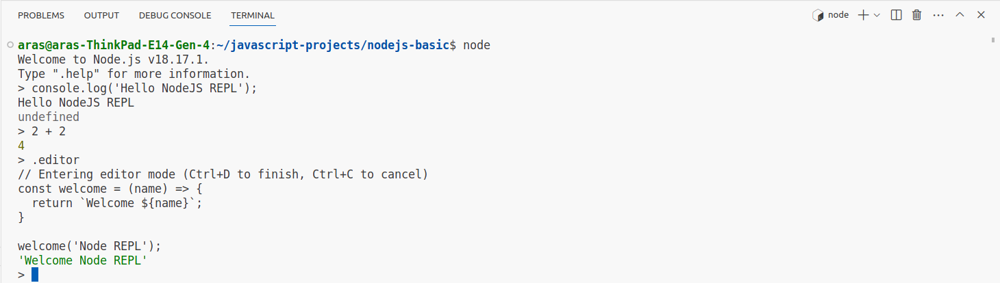 PROBLEMS OUTPUT DEBUG CONSOLE TERMINAL node
aras@aras-ThinkPad-E14-Gen-4:~/javascript-projects/nodejs-basic$ node
Welcome to Node.js v18.17.1.
Type ".help" for more information.
> console.log('Hello NodeJS REPL');
Hello NodeJS REPL
undefined
> 2 + 2
4
> .editor
// Entering editor mode (Ctrl+D to finish, Ctrl+C to cancel)
const welcome = (name) => {
  return `Welcome ${name}`;
}

welcome('Node REPL');
'Welcome Node REPL'
>